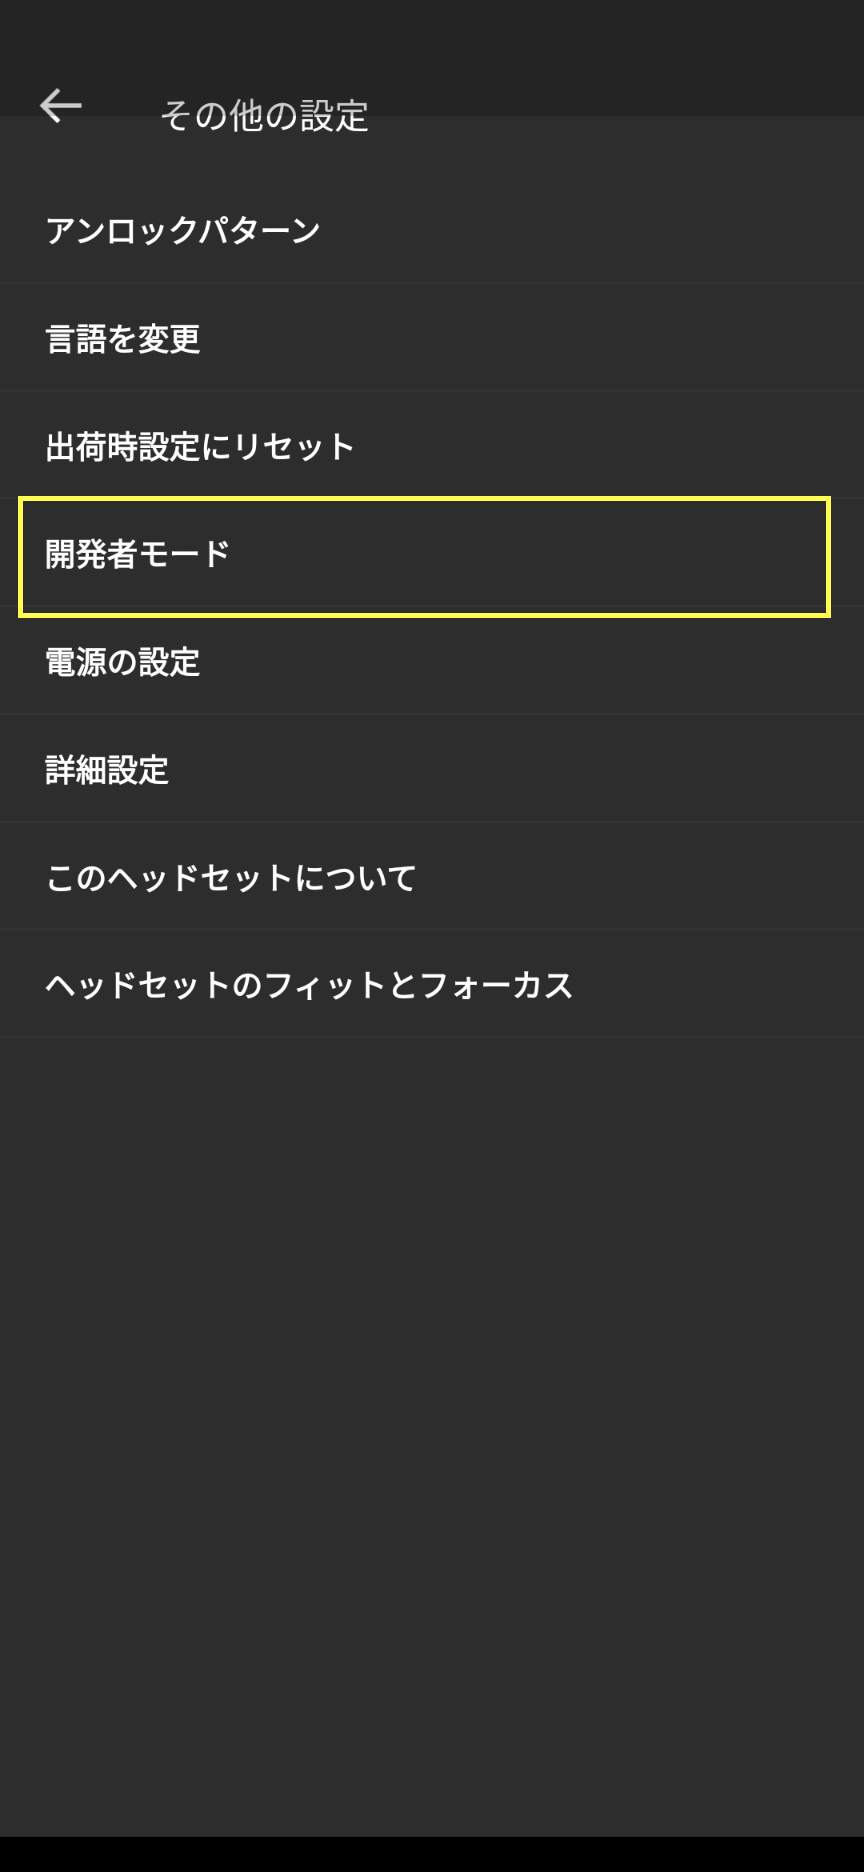 その他の設定
アンロックパターン
言語を変更
出荷時設定にリセット
開発者モード
電源の設定
詳細設定
このヘッドセットについて
ヘッドセットのフィットとフォーカス